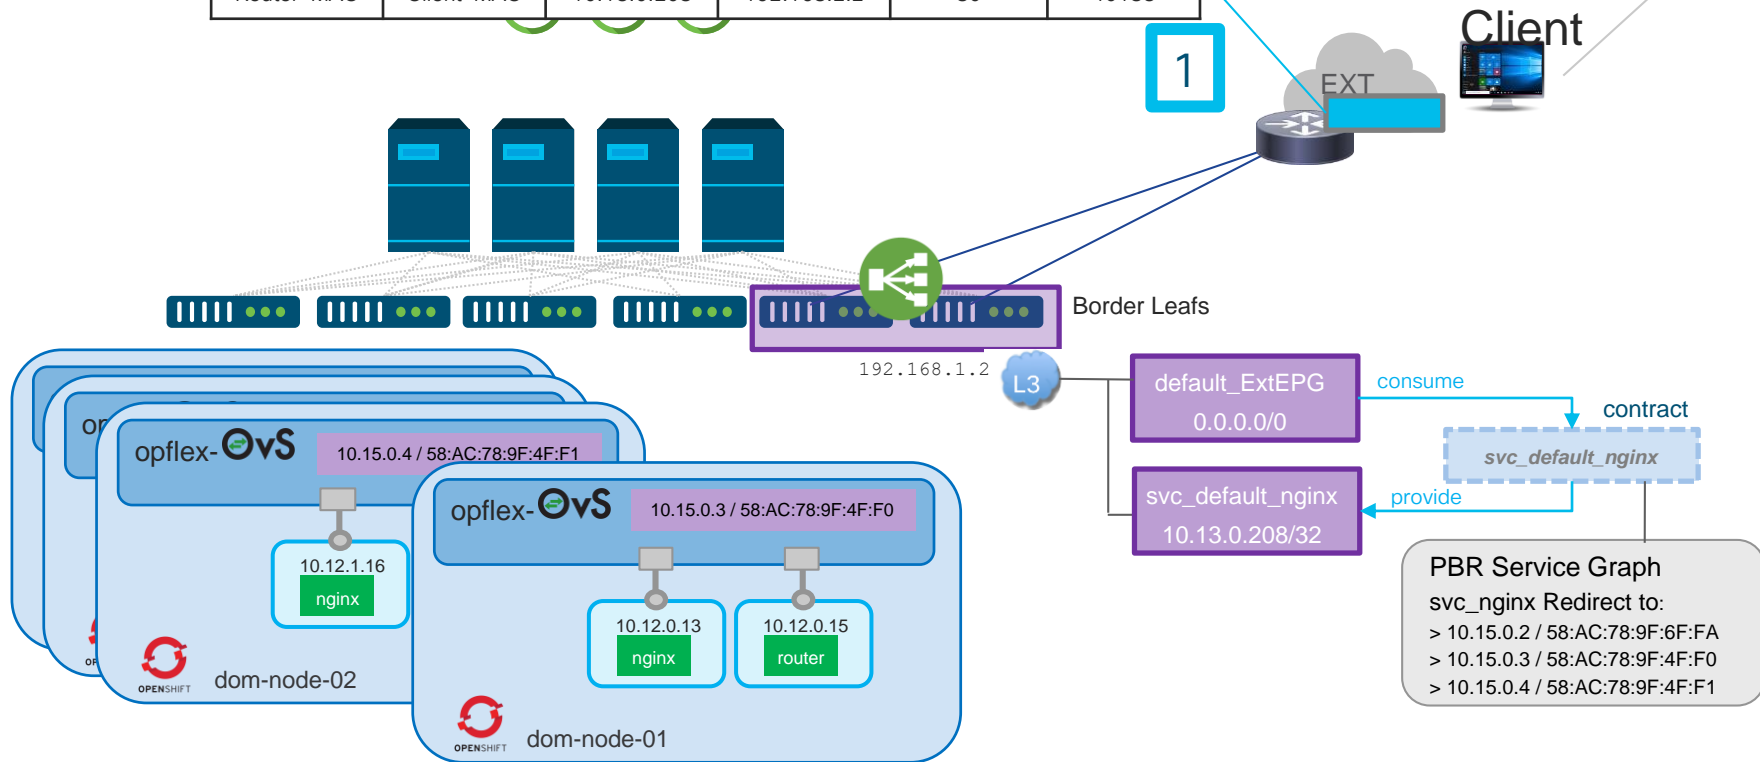 Client
1
EXT
Border Leafs
192.168.1.2
L3
default_ExtEPG
0.0.0.0/0
consume
contract
svc_default_nginx
svc_default_nginx
10.13.0.208/32
provide
PBR Service Graph
svc_nginx Redirect to:
> 10.15.0.2 / 58:AC:78:9F:6F:FA
> 10.15.0.3 / 58:AC:78:9F:4F:F0
> 10.15.0.4 / 58:AC:78:9F:4F:F1
op
opflex-OvS
10.15.0.4 / 58:AC:78:9F:4F:F1
10.12.1.16
nginx
OPENSHIFT
dom-node-02
opflex-OvS
10.15.0.3 / 58:AC:78:9F:4F:F0
10.12.0.13
nginx
10.12.0.15
router
OPENSHIFT
dom-node-01